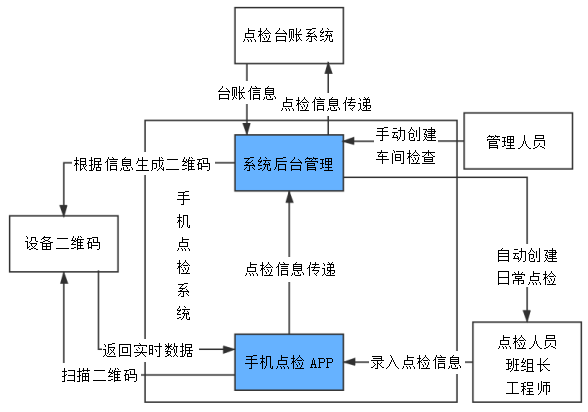 点检台账系统
台账信息
点检信息传递
手动创建
车间检查
管理人员
根据信息生成二维码
系统后台管理
手机点检系统
设备二维码
点检信息传递
自动创建
日常点检
返回实时数据
扫描二维码
手机点检 APP
录入点检信息
点检人员
班组长
工程师